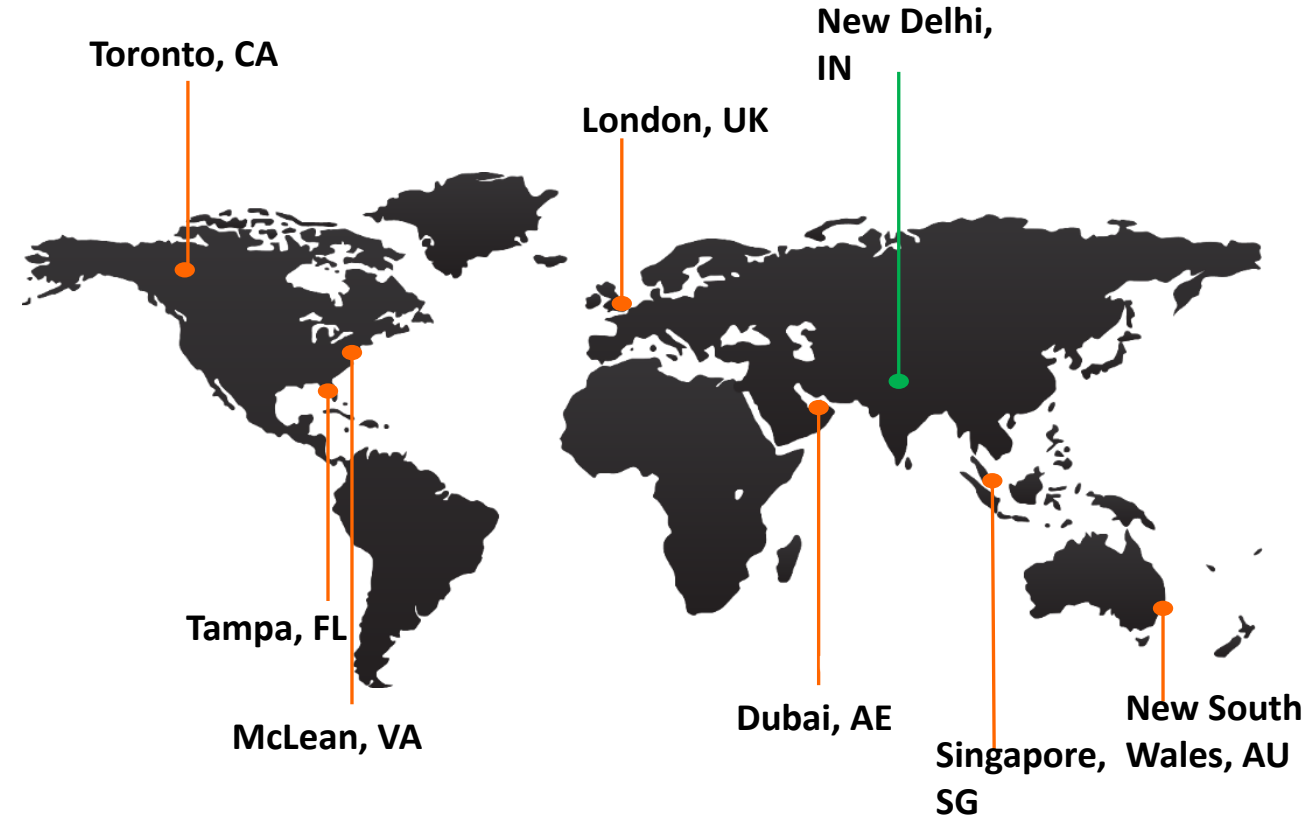 New Delhi,
IN
Toronto, CA
London, UK
Tampa, FL
McLean, VA
Dubai, AE
New South
Wales, AU
Singapore,
SG